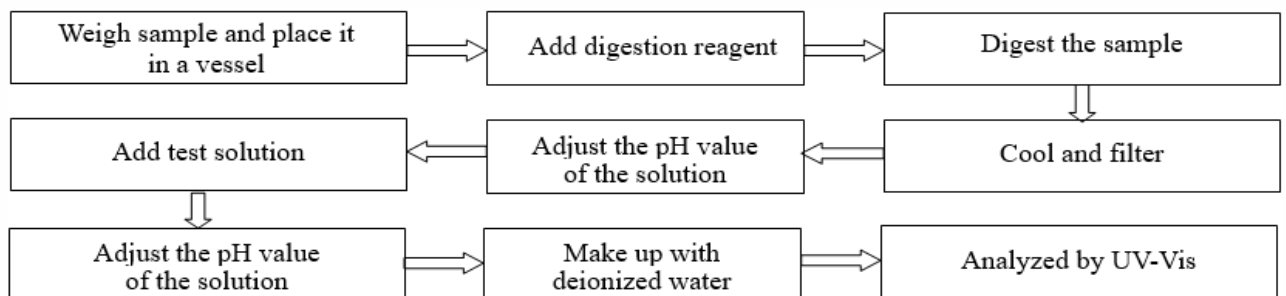 Weigh sample and place it
in a vessel
Add digestion reagent
Digest the sample
Cool and filter
Adjust the pH value
of the solution
Add test solution
Adjust the pH value
of the solution
Make up with
deionized water
Analyzed by UV-Vis